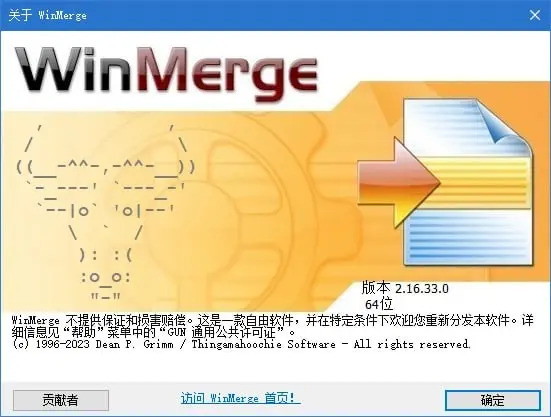 关于 WinMerge
WinMerge
版本 2.16.33.0
64位
WinMerge 不提供保证和损害赔偿。这是一款自由软件，并在特定条件下欢迎您重新分发本软件。详
细信息见“帮助”菜单中的“GUN 通用公共许可证”。
(c) 1996-2023 Dean P. Grimm / Thingamahoochie Software - All rights reserved.
贡献者
访问 WinMerge 首页！
确定